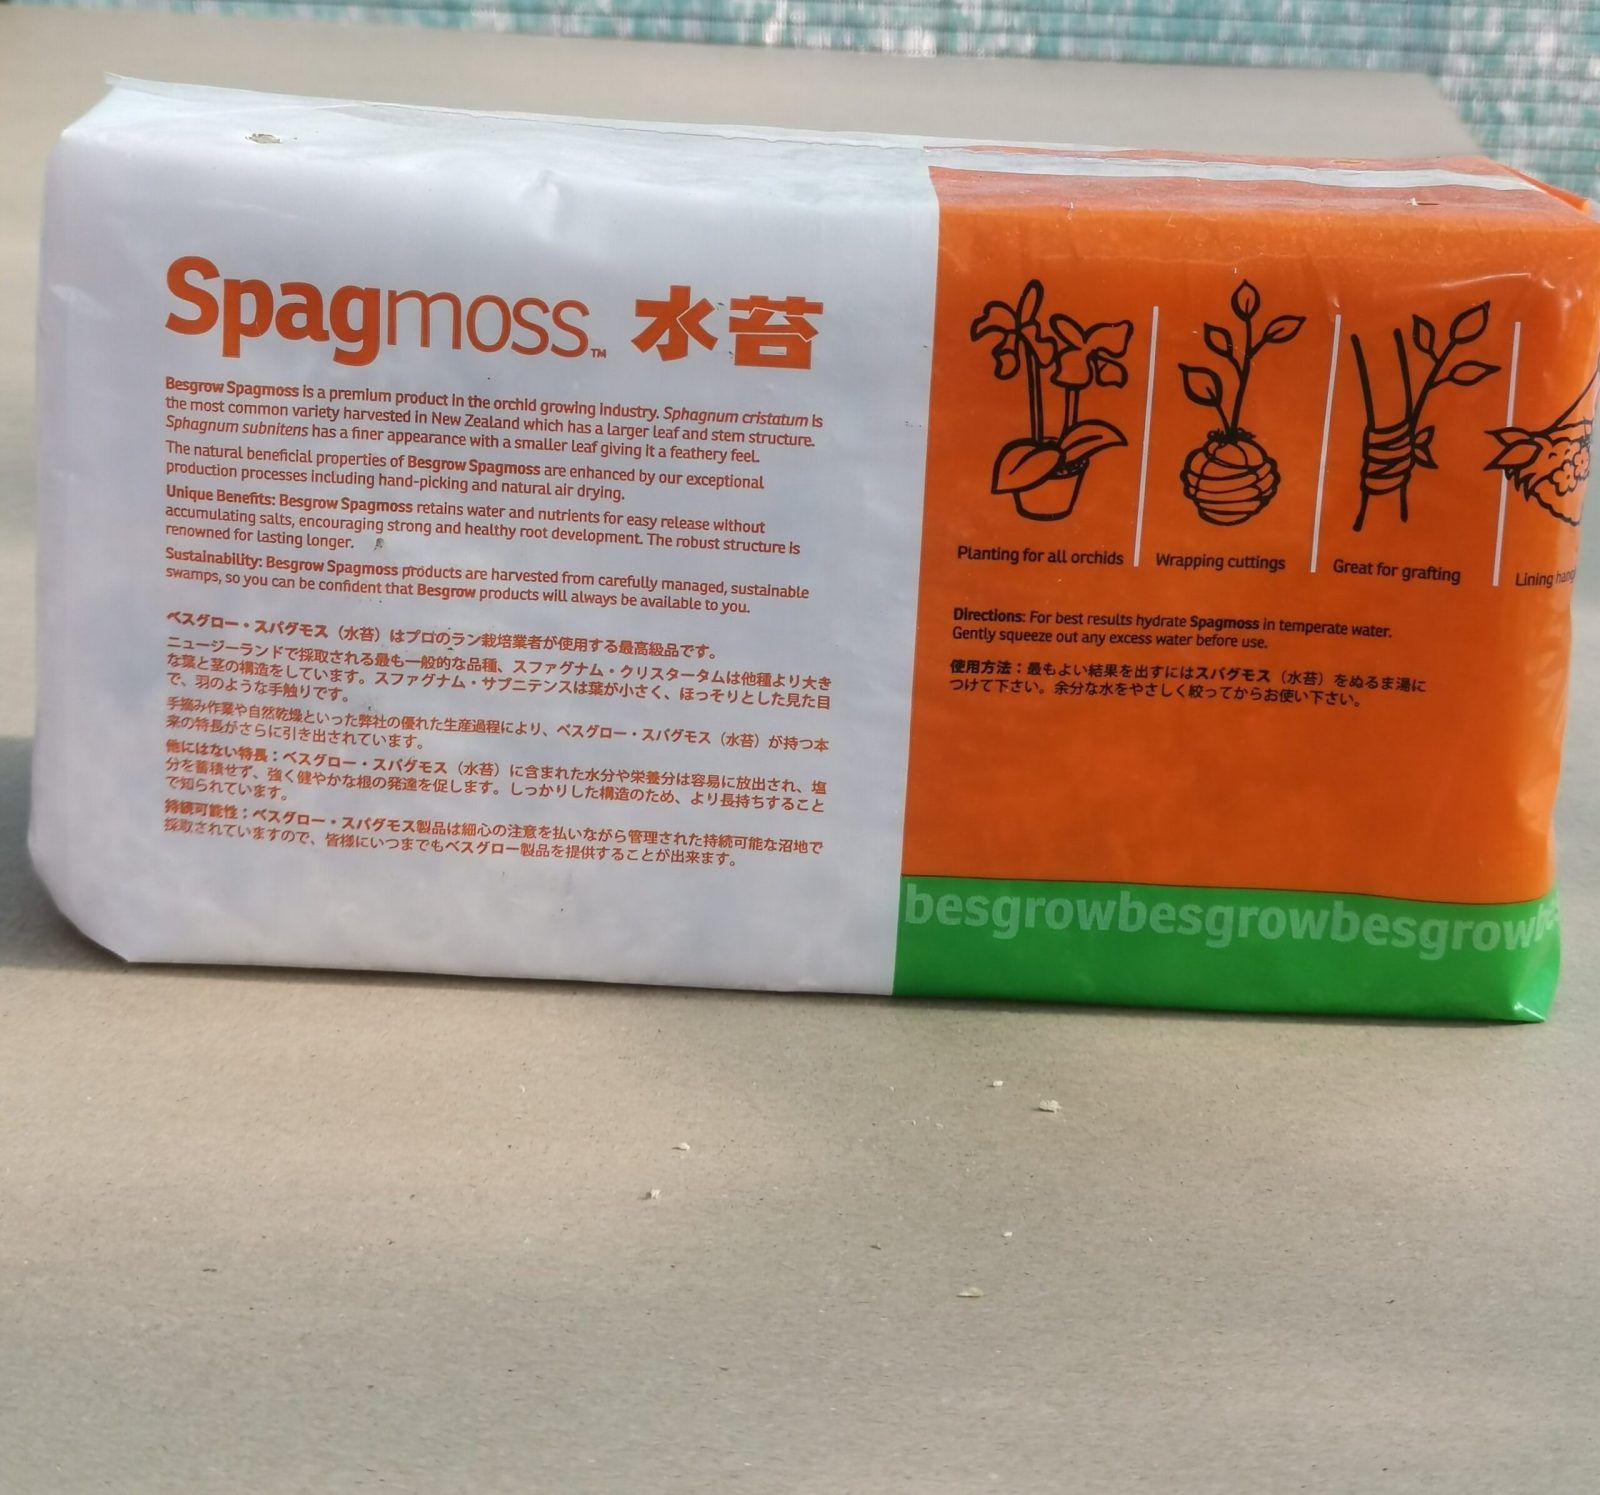 Spagmoss™ 水苔
Besgrow Spagmoss is a premium product in the orchid growing industry. Sphagnum cristatum is
the most common variety harvested in New Zealand which has a larger leaf and stem structure.
Sphagnum subnitens has a finer appearance with a smaller leaf giving it a feathery feel.
The natural beneficial properties of Besgrow Spagmoss are enhanced by our exceptional
production processes including hand-picking and natural air drying.
Unique Benefits: Besgrow Spagmoss retains water and nutrients for easy release without
accumulating salts, encouraging strong and healthy root development. The robust structure is
renowned for lasting longer.
Sustainability: Besgrow Spagmoss products are harvested from carefully managed, sustainable
swamps, so you can be confident that Besgrow products will always be available to you.
ベスグロー・スパグモス（水苔）はプロのラン栽培業者が使用する最高級品です。
ニュージーランドで採取される最も一般的な品種、スファグナム・クリスタータムは他種より大き
な葉と茎の構造をしています。スファグナム・サブニテンスは葉が小さく、ほっそりとした見た目
で、羽のような手触りです。
手摘み作業や自然乾燥といった弊社の優れた生産過程により、ベスグロー・スパグモス（水苔）が持つ本
来の特長がさらに引き出されています。
他にはない特長：ベスグロー・スパグモス（水苔）に含まれた水分や栄養分は容易に放出され、塩
分を蓄積せず、強く健やかな根の発達を促します。しっかりした構造のため、より長持ちすること
で知られています。
持続可能性：ベスグロー・スパグモス製品は細心の注意を払いながら管理された持続可能な沼地で
採取されていますので、皆様にいつまでもベスグロー製品を提供することが出来ます。
Planting for all orchids
Wrapping cuttings
Great for grafting
Lining
Directions: For best results hydrate Spagmoss in temperate water.
Gently squeeze out any excess water before use.
使用方法：最もよい結果を出すにはスパグモス（水苔）をぬるま湯に
つけて下さい。余分な水をやさしく絞ってからお使い下さい。
besgrowbesgrowbesgrow